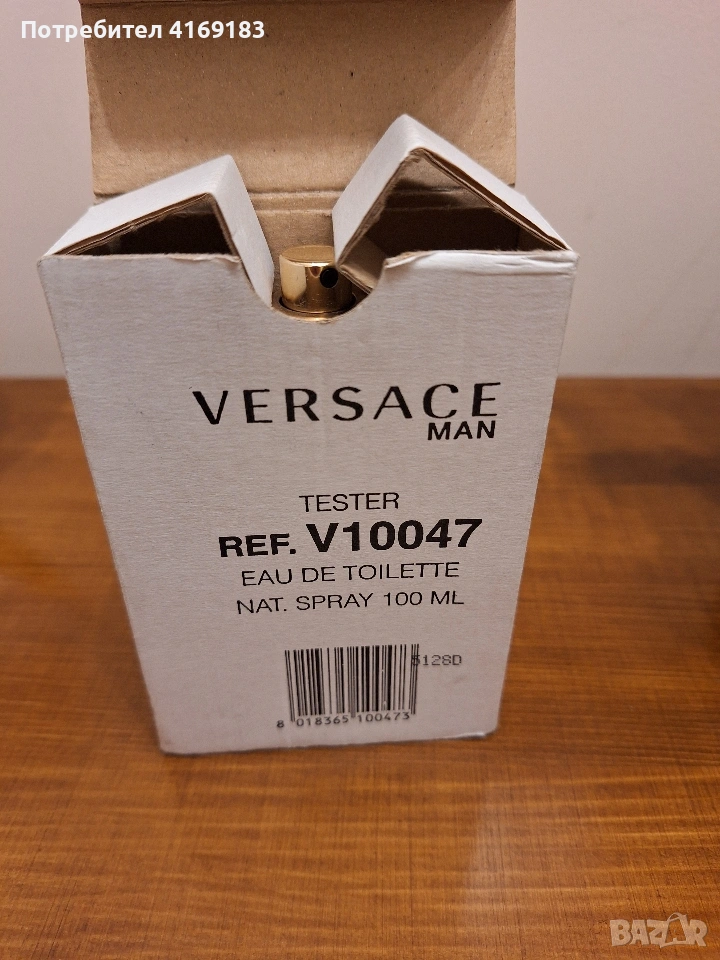 Потребител 4169183
VERSACE
MAN
TESTER
REF. V10047
EAU DE TOILETTE
NAT. SPRAY 100 ML
5128D
8 018365 100473
BAZAR